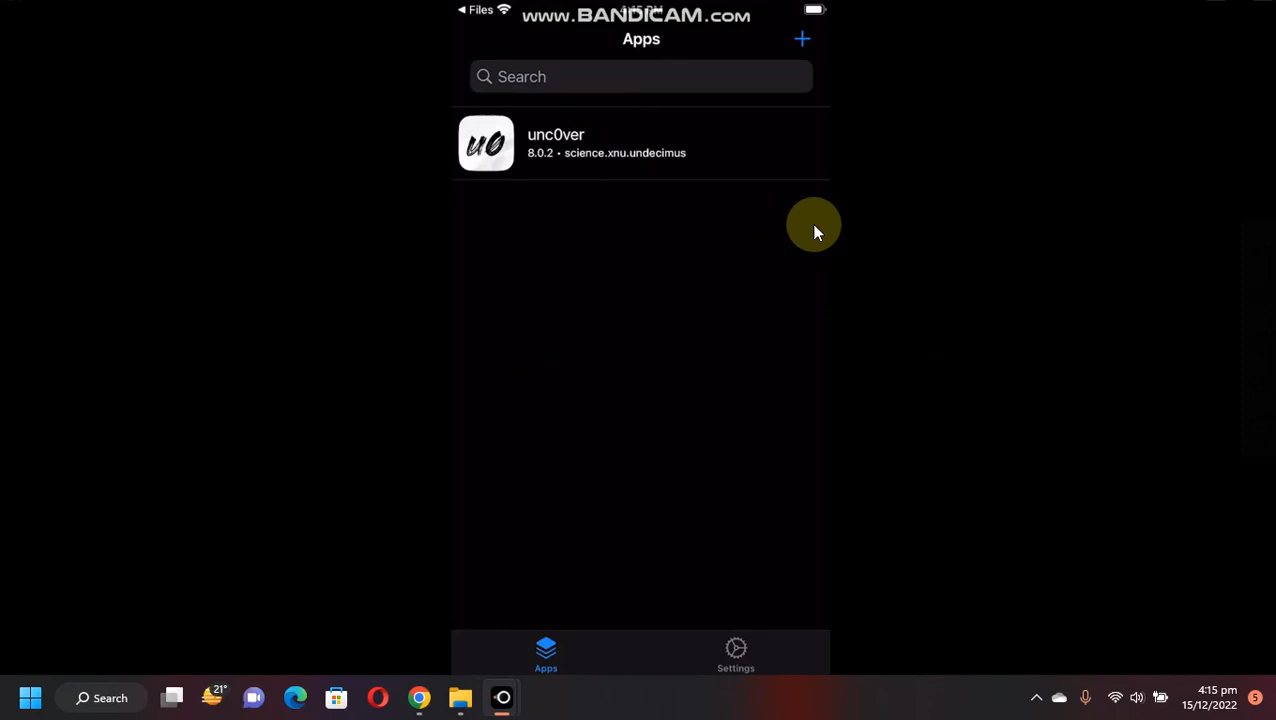 Files
www.BANDICAM.com
Apps
Search
u0
unc0ver
8.0.2 • science.xnu.undecimus
Apps
Settings
Search
21°
4:15 pm
15/12/2022
5